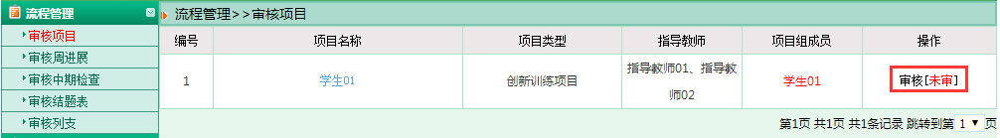 流程管理
流程管理>>审核项目
审核项目
审核周进展
审核中期检查
审核结题表
审核列支
编号 项目名称 项目类型 指导教师 项目组成员 操作
1 学生01 创新训练项目 指导教师01、指导教 学生01 审核[未审]
师02
第1页 共1页 共1条记录 跳转到第 1 页